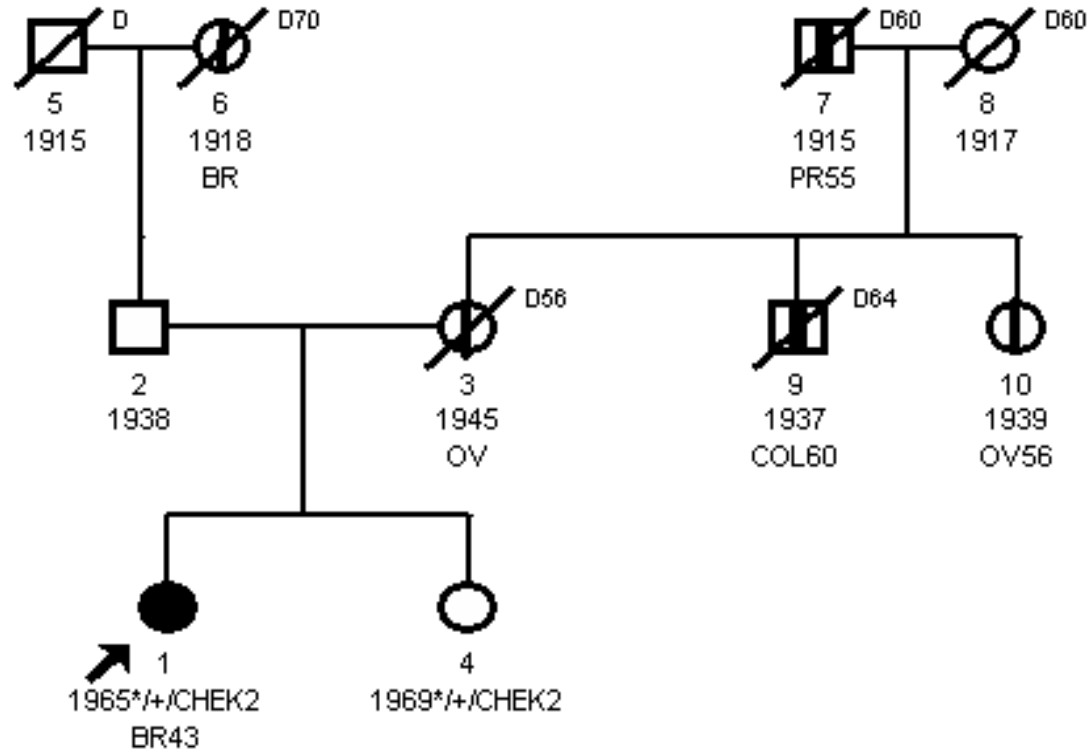 D
D70
D60
D60
5
6
7
8
1915
1918
1915
1917
BR
PR55
D56
D64
2
3
9
10
1938
1945
1937
1939
OV
COL60
OV56
1
4
1965*/+/CHEK2
1969*/+/CHEK2
BR43